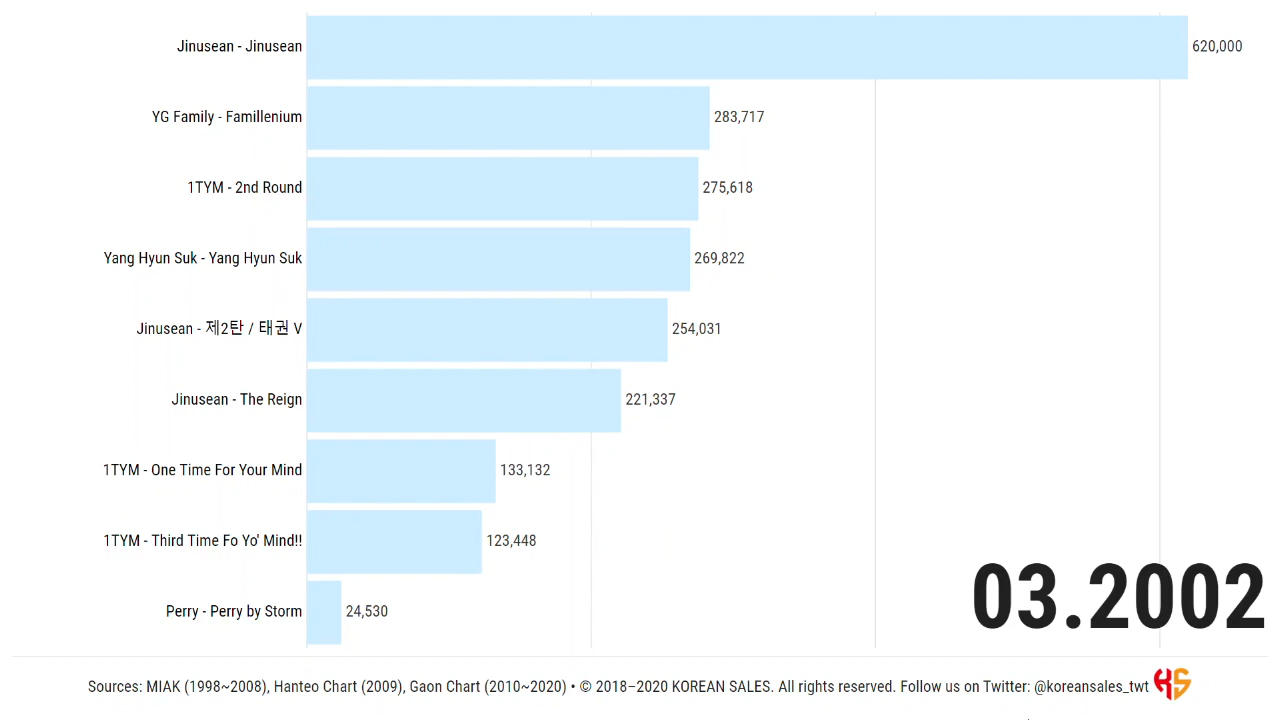 Jinusean - Jinusean 620,000
YG Family - Famillenium 283,717
1TYM - 2nd Round 275,618
Yang Hyun Suk - Yang Hyun Suk 269,822
Jinusean - 제2탄 / 태권 V 254,031
Jinusean - The Reign 221,337
1TYM - One Time For Your Mind 133,132
1TYM - Third Time Fo Yo' Mind!! 123,448
Perry - Perry by Storm 24,530
03.2002
Sources: MIAK (1998~2008), Hanteo Chart (2009), Gaon Chart (2010~2020) • © 2018–2020 KOREAN SALES. All rights reserved. Follow us on Twitter: @koreansales_twt KS